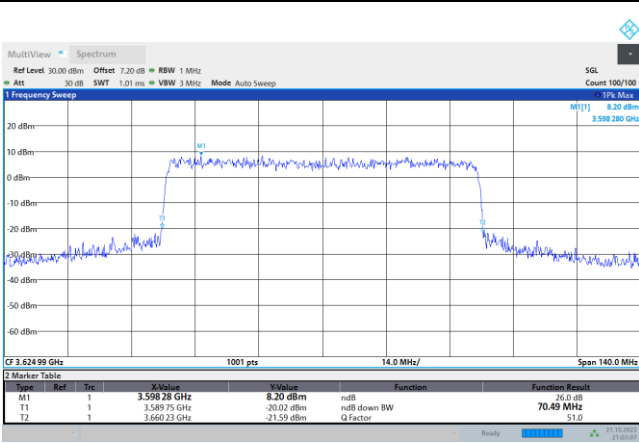 MultiView Spectrum
Ref Level 30.00 dBm Offset 7.20 dB RBW 1 MHz SGL
Att 30 dB SWT 1.01 ms VBW 3 MHz Mode Auto Sweep Count 100/100
1 Frequency Sweep 1Pk Max
M1[1] 8.20 dBm
3.598 280 GHz
20 dBm
M1
10 dBm
0 dBm
-10 dBm
T1
T2
-20 dBm
-30 dBm
-40 dBm
-50 dBm
-60 dBm
CF 3.624 99 GHz 1001 pts 14.0 MHz/ Span 140.0 MHz
2 Marker Table
Type Ref Trc X-Value Y-Value Function Function Result
M1 1 3.598 28 GHz 8.20 dBm ndB 26.0 dB
T1 1 3.589 75 GHz -20.02 dBm ndB down BW 70.49 MHz
T2 1 3.660 23 GHz -21.59 dBm Q Factor 51.0
Ready 21.10.2022
21:03:07